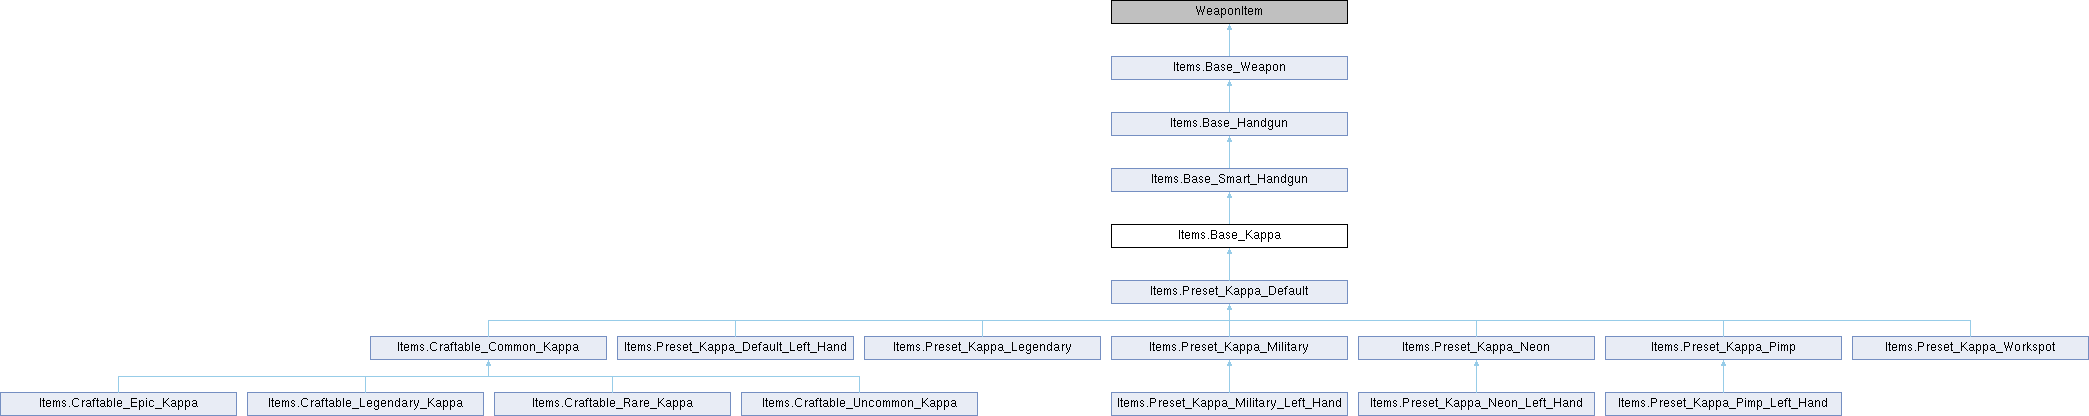 WeaponItem
Items.Base_Weapon
Items.Base_Handgun
Items.Base_Smart_Handgun
Items.Base_Kappa
Items.Preset_Kappa_Default
Items.Craftable_Common_Kappa
Items.Preset_Kappa_Default_Left_Hand
Items.Preset_Kappa_Legendary
Items.Preset_Kappa_Military
Items.Preset_Kappa_Neon
Items.Preset_Kappa_Pimp
Items.Preset_Kappa_Workspot
Items.Craftable_Epic_Kappa
Items.Craftable_Legendary_Kappa
Items.Craftable_Rare_Kappa
Items.Craftable_Uncommon_Kappa
Items.Preset_Kappa_Military_Left_Hand
Items.Preset_Kappa_Neon_Left_Hand
Items.Preset_Kappa_Pimp_Left_Hand